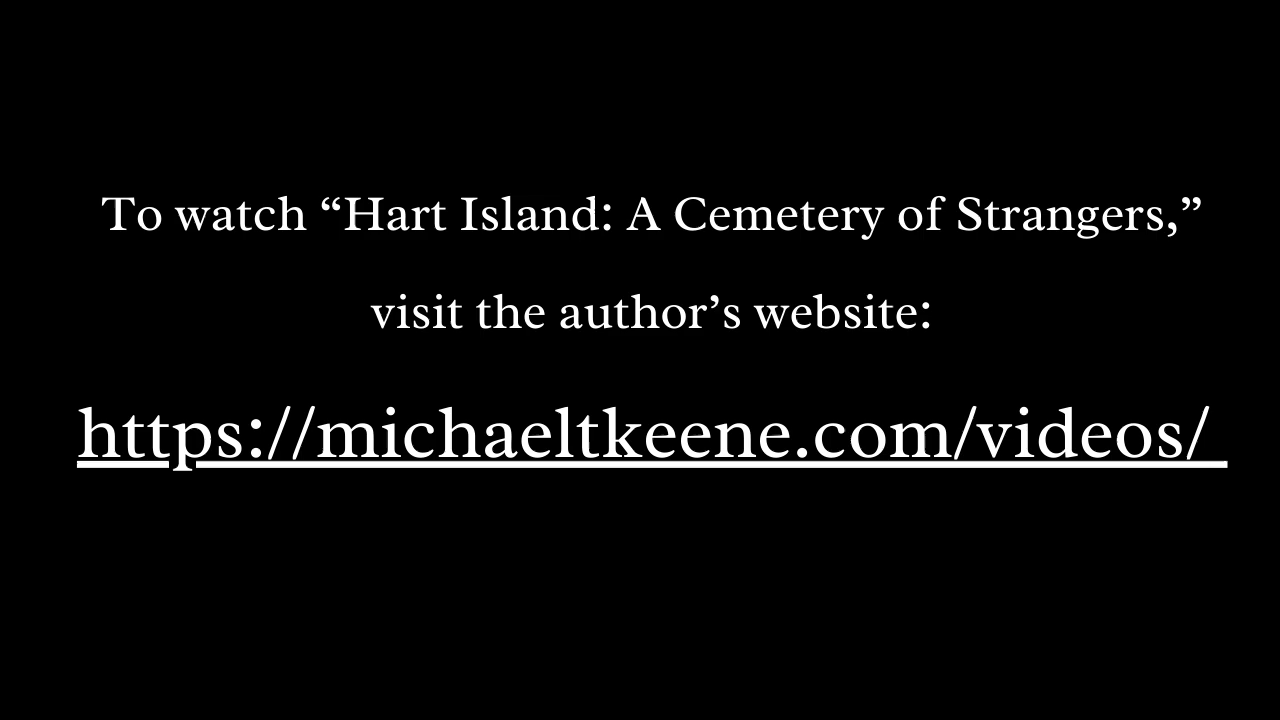 To watch “Hart Island: A Cemetery of Strangers,”
visit the author’s website:
https://michaeltkeene.com/videos/